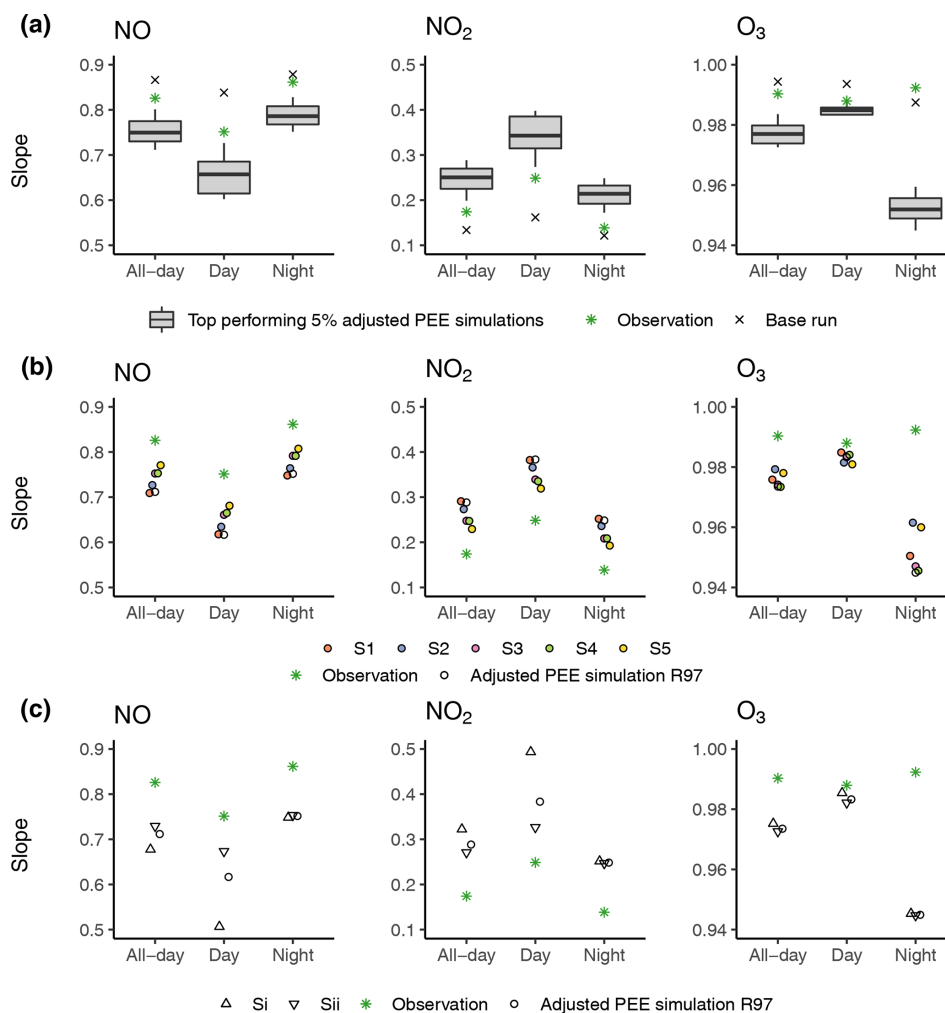 (a)
NO
NO₂
O₃
0.9
0.8
0.7
0.6
0.5
Slope
All–day Day Night
0.5
0.4
0.3
0.2
0.1
All–day Day Night
1.00
0.98
0.96
0.94
All–day Day Night
Top performing 5% adjusted PEE simulations Observation Base run
(b)
NO
NO₂
O₃
0.9
0.8
0.7
0.6
0.5
Slope
All–day Day Night
0.5
0.4
0.3
0.2
0.1
All–day Day Night
1.00
0.98
0.96
0.94
All–day Day Night
S1 S2 S3 S4 S5
Observation Adjusted PEE simulation R97
(c)
NO
NO₂
O₃
0.9
0.8
0.7
0.6
0.5
Slope
All–day Day Night
0.5
0.4
0.3
0.2
0.1
All–day Day Night
1.00
0.98
0.96
0.94
All–day Day Night
Si Sii Observation Adjusted PEE simulation R97